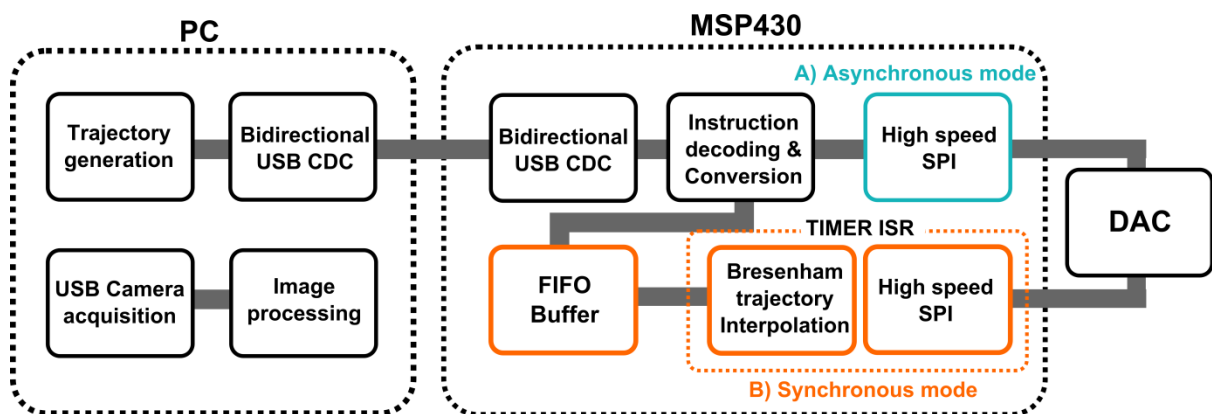 PC
MSP430
A) Asynchronous mode
Trajectory
generation
Bidirectional
USB CDC
Bidirectional
USB CDC
Instruction
decoding &
Conversion
High speed
SPI
DAC
TIMER ISR
USB Camera
acquisition
Image
processing
FIFO
Buffer
Bresenham
trajectory
Interpolation
High speed
SPI
B) Synchronous mode